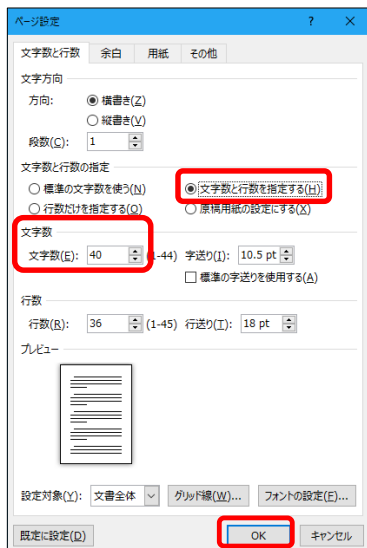 ページ設定 ? ×
文字数と行数 余白 用紙 その他
文字方向
方向: 横書き(Z)
縦書き(V)
段数(C): 1
文字数と行数の指定
標準の文字数を使う(N) 文字数と行数を指定する(H)
行数だけを指定する(O) 原稿用紙の設定にする(X)
文字数
文字数(E): 40 (1-44) 字送り(I): 10.5 pt
標準の字送りを使用する(A)
行数
行数(R): 36 (1-45) 行送り(T): 18 pt
プレビュー
設定対象(Y): 文書全体 グリッド線(W)... フォントの設定(F)...
既定に設定(D) OK キャンセル